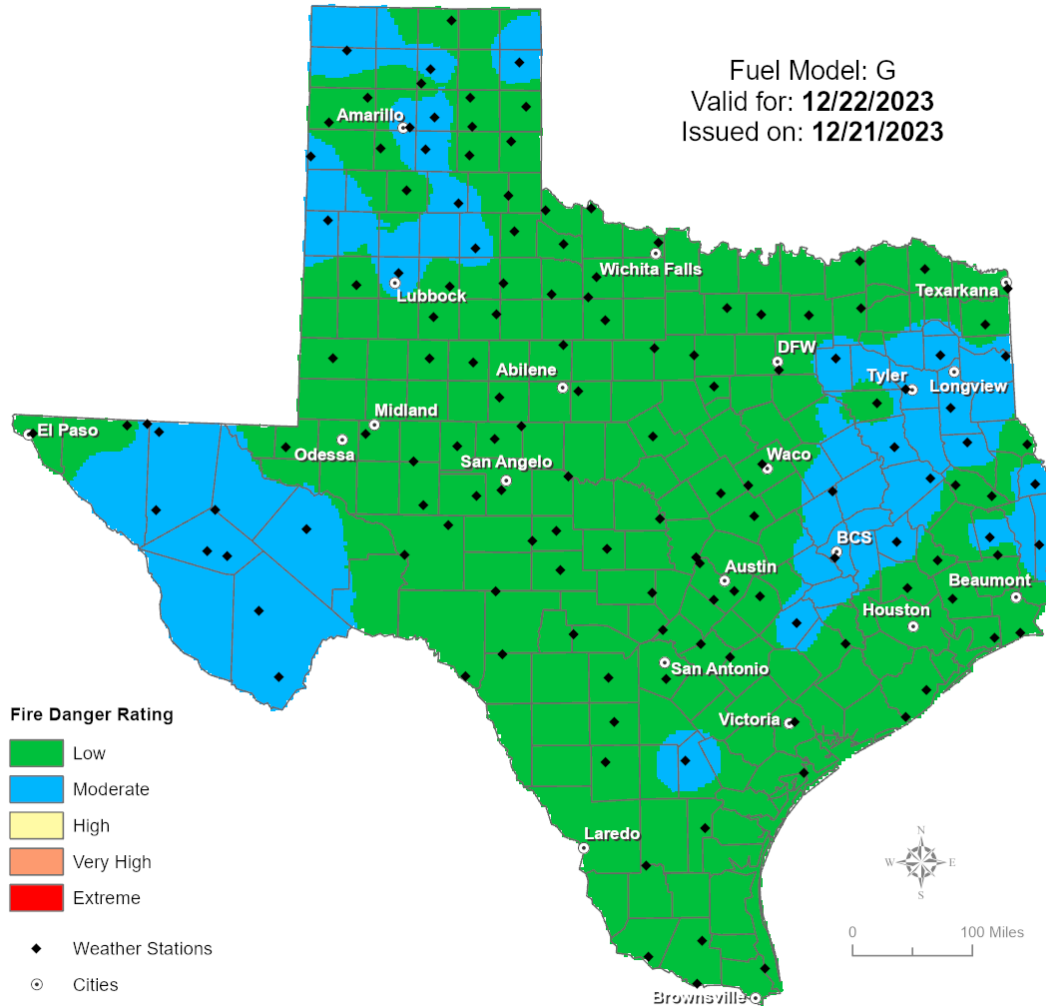 Fuel Model: G
Valid for: 12/22/2023
Issued on: 12/21/2023
Amarillo
Wichita Falls
Lubbock
Texarkana
DFW
Abilene
Tyler
Longview
Midland
El Paso
Odessa
San Angelo
Waco
BCS
Austin
Beaumont
Houston
San Antonio
Victoria
Laredo
Brownsville
Fire Danger Rating
Low
Moderate
High
Very High
Extreme
Weather Stations
Cities
N
W E
S
0 100 Miles